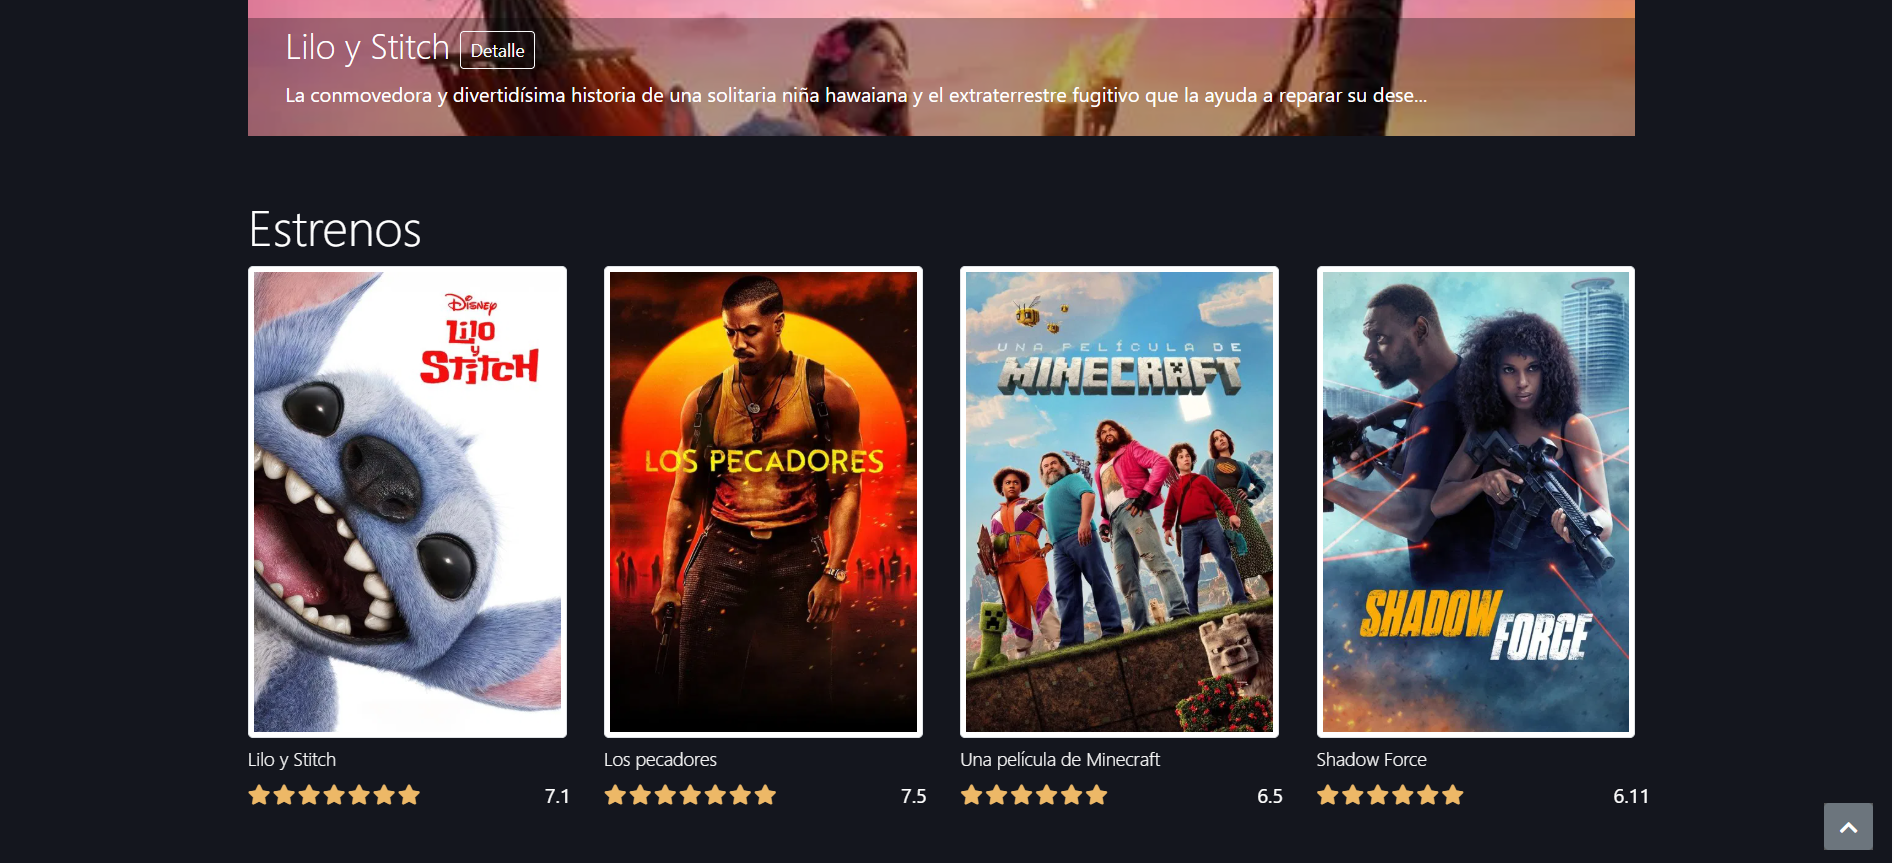 Lilo y Stitch Detalle
La conmovedora y divertidísima historia de una solitaria niña hawaiana y el extraterrestre fugitivo que la ayuda a reparar su dese...
Estrenos
Disney
Lilo
y
Stitch
LOS PECADORES
UNA PELÍCULA DE
MINECRAFT
SHADOW
FORCE
Lilo y Stitch
7.1
Los pecadores
7.5
Una película de Minecraft
6.5
Shadow Force
6.11